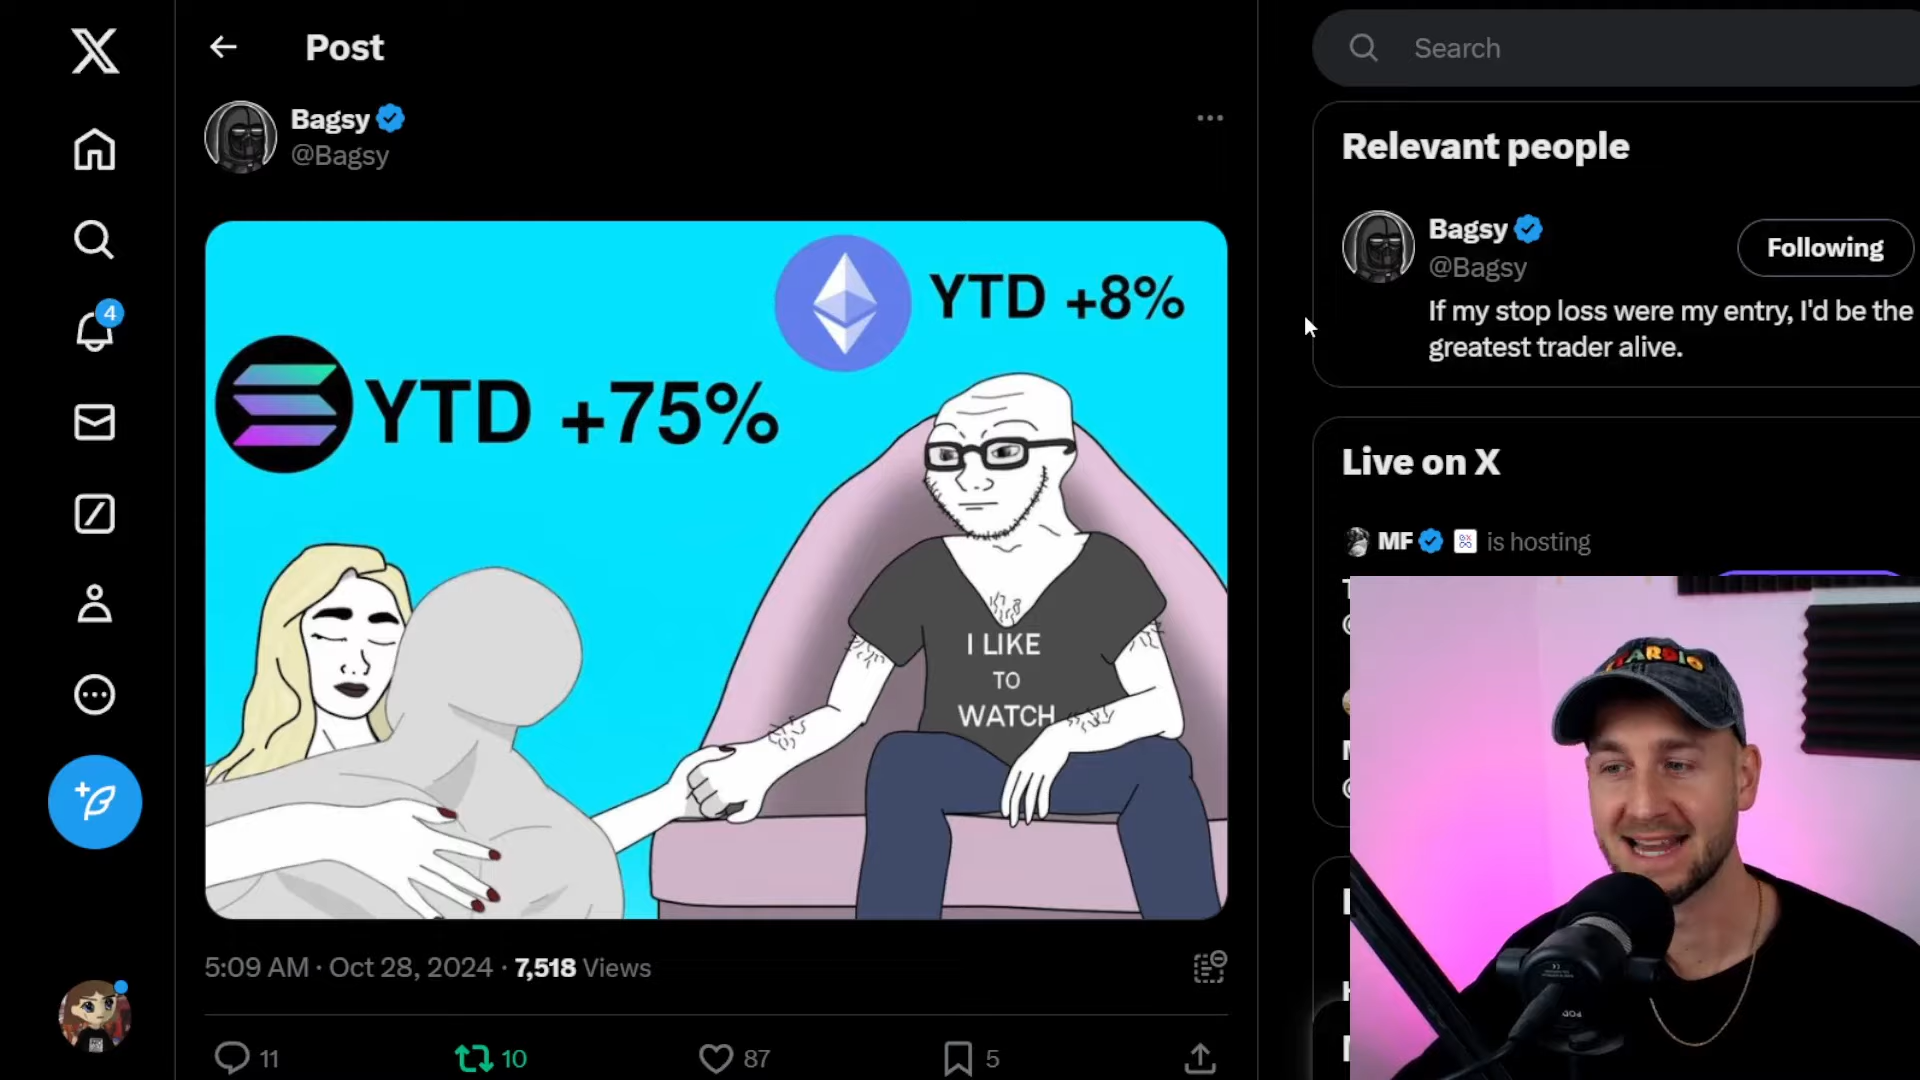 Post
Search
Bagsy
@Bagsy
Relevant people
Bagsy
@Bagsy
Following
If my stop loss were my entry, I'd be the
greatest trader alive.
4
YTD +8%
YTD +75%
I LIKE
TO
WATCH
Live on X
MF is hosting
5:09 AM · Oct 28, 2024 · 7,518 Views
11
10
87
5